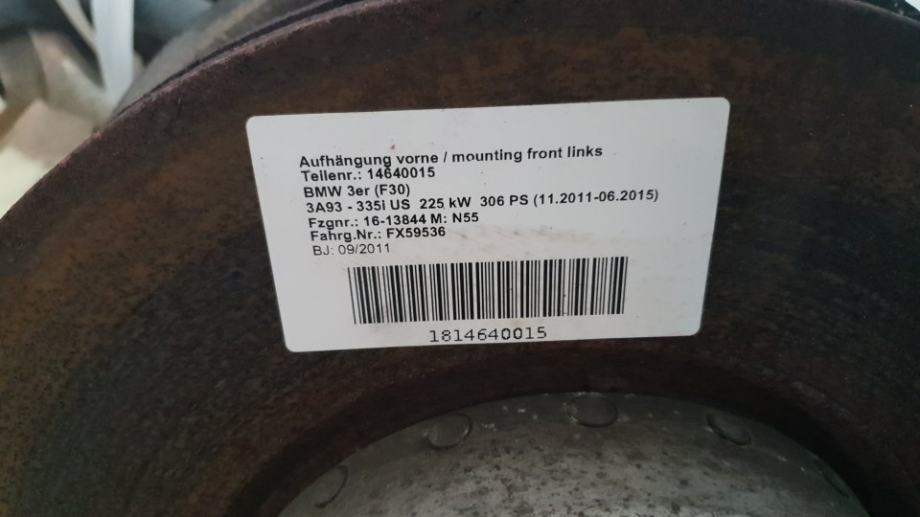 Aufhängung vorne / mounting front links
Teilenr.: 14640015
BMW 3er (F30)
3A93 - 335i US 225 kW 306 PS (11.2011-06.2015)
Fzgnr.: 16-13844 M: N55
Fahrg.Nr.: FX59536
BJ: 09/2011
1814640015